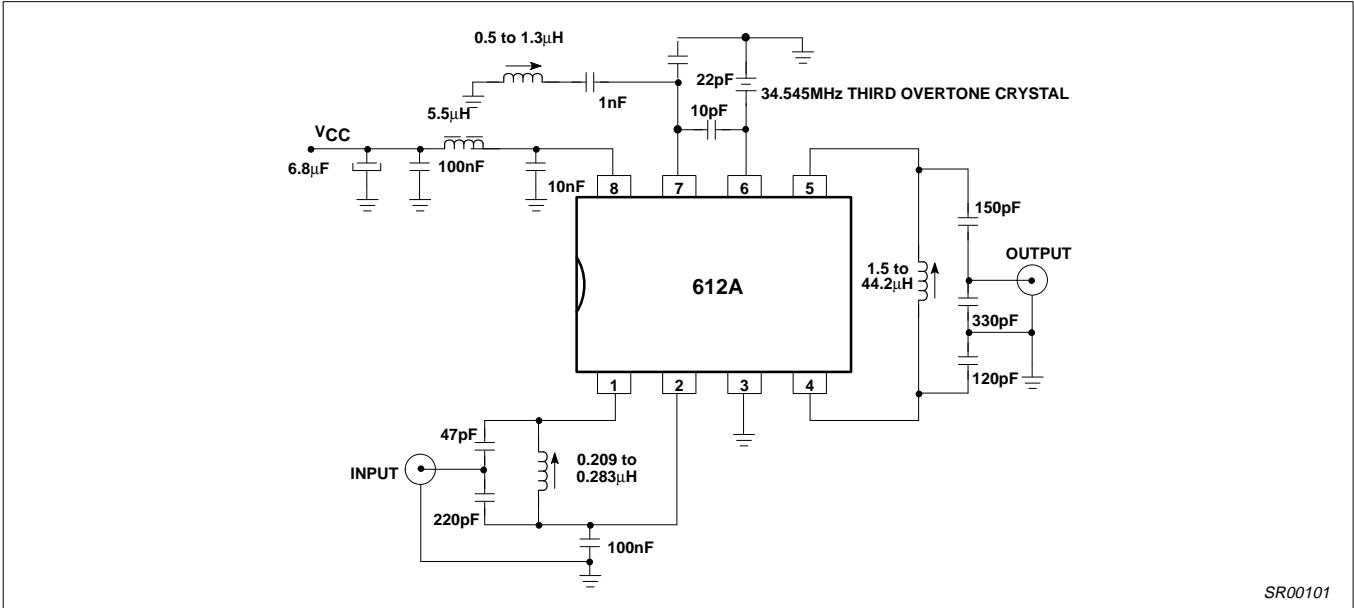 0.5 to 1.3μH
22pF
34.545MHz THIRD OVERTONE CRYSTAL
1nF
5.5μH
10pF
VCC
6.8μF
100nF
10nF
8
7
6
5
150pF
OUTPUT
1.5 to
44.2μH
612A
330pF
120pF
1
2
3
4
47pF
INPUT
0.209 to
0.283μH
220pF
100nF
SR00101